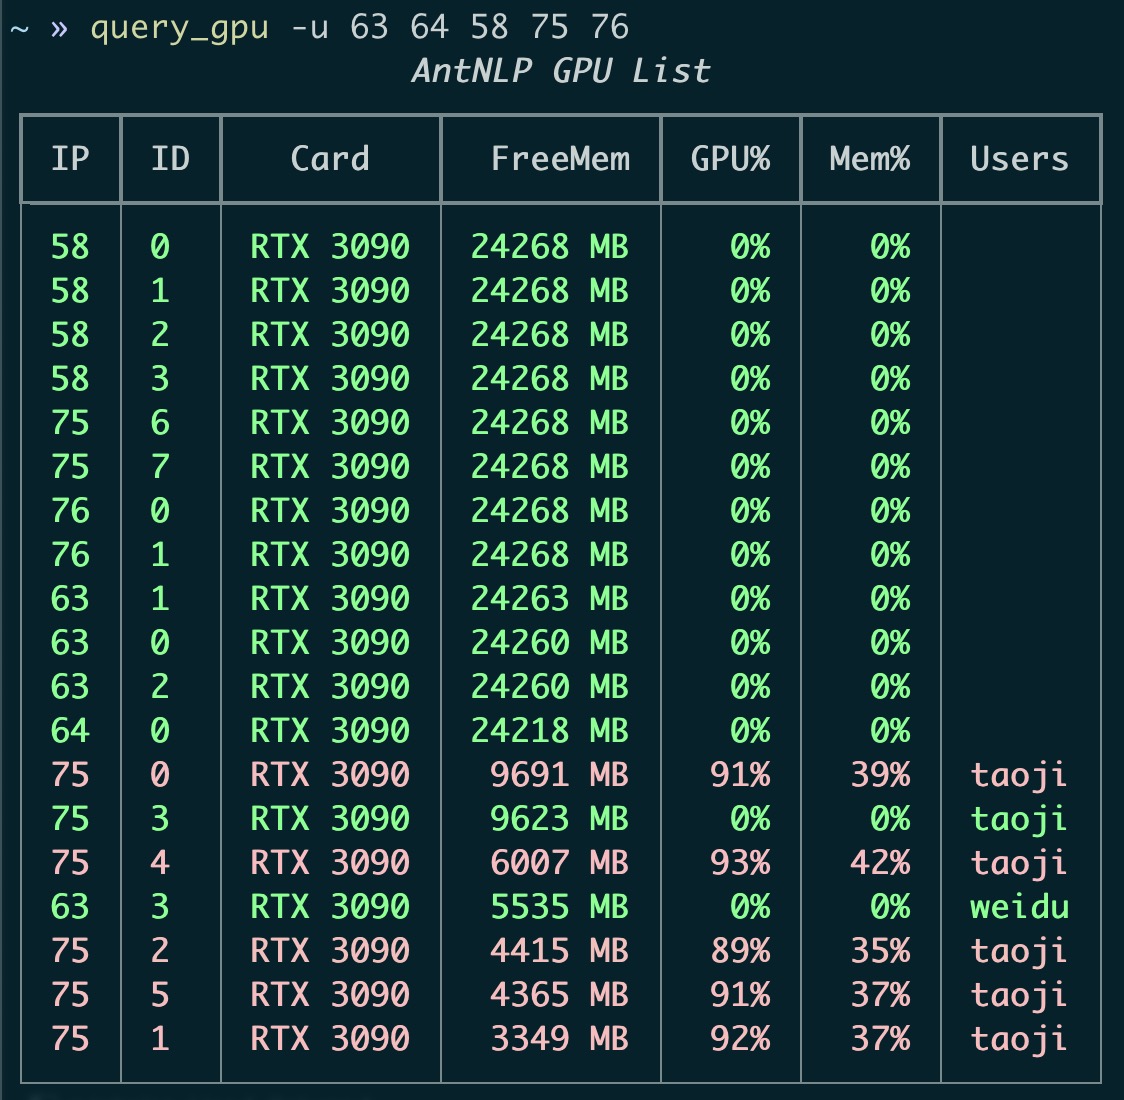 ~ » query_gpu -u 63 64 58 75 76
AntNLP GPU List
IP ID Card FreeMem GPU% Mem% Users
58 0 RTX 3090 24268 MB 0% 0%
58 1 RTX 3090 24268 MB 0% 0%
58 2 RTX 3090 24268 MB 0% 0%
58 3 RTX 3090 24268 MB 0% 0%
75 6 RTX 3090 24268 MB 0% 0%
75 7 RTX 3090 24268 MB 0% 0%
76 0 RTX 3090 24268 MB 0% 0%
76 1 RTX 3090 24268 MB 0% 0%
63 1 RTX 3090 24263 MB 0% 0%
63 0 RTX 3090 24260 MB 0% 0%
63 2 RTX 3090 24260 MB 0% 0%
64 0 RTX 3090 24218 MB 0% 0%
75 0 RTX 3090 9691 MB 91% 39% taoji
75 3 RTX 3090 9623 MB 0% 0% taoji
75 4 RTX 3090 6007 MB 93% 42% taoji
63 3 RTX 3090 5535 MB 0% 0% weidu
75 2 RTX 3090 4415 MB 89% 35% taoji
75 5 RTX 3090 4365 MB 91% 37% taoji
75 1 RTX 3090 3349 MB 92% 37% taoji